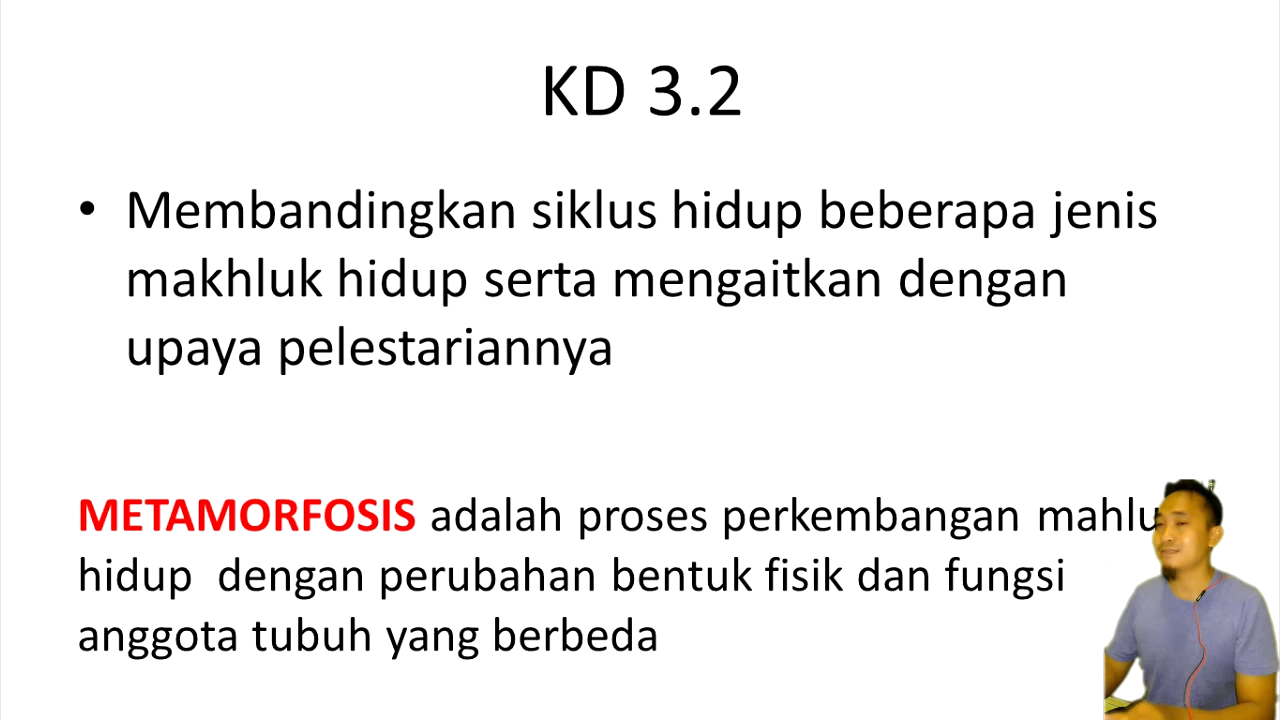 KD 3.2
• Membandingkan siklus hidup beberapa jenis
makhluk hidup serta mengaitkan dengan
upaya pelestariannya
METAMORFOSIS adalah proses perkembangan mahlu
hidup dengan perubahan bentuk fisik dan fungsi
anggota tubuh yang berbeda